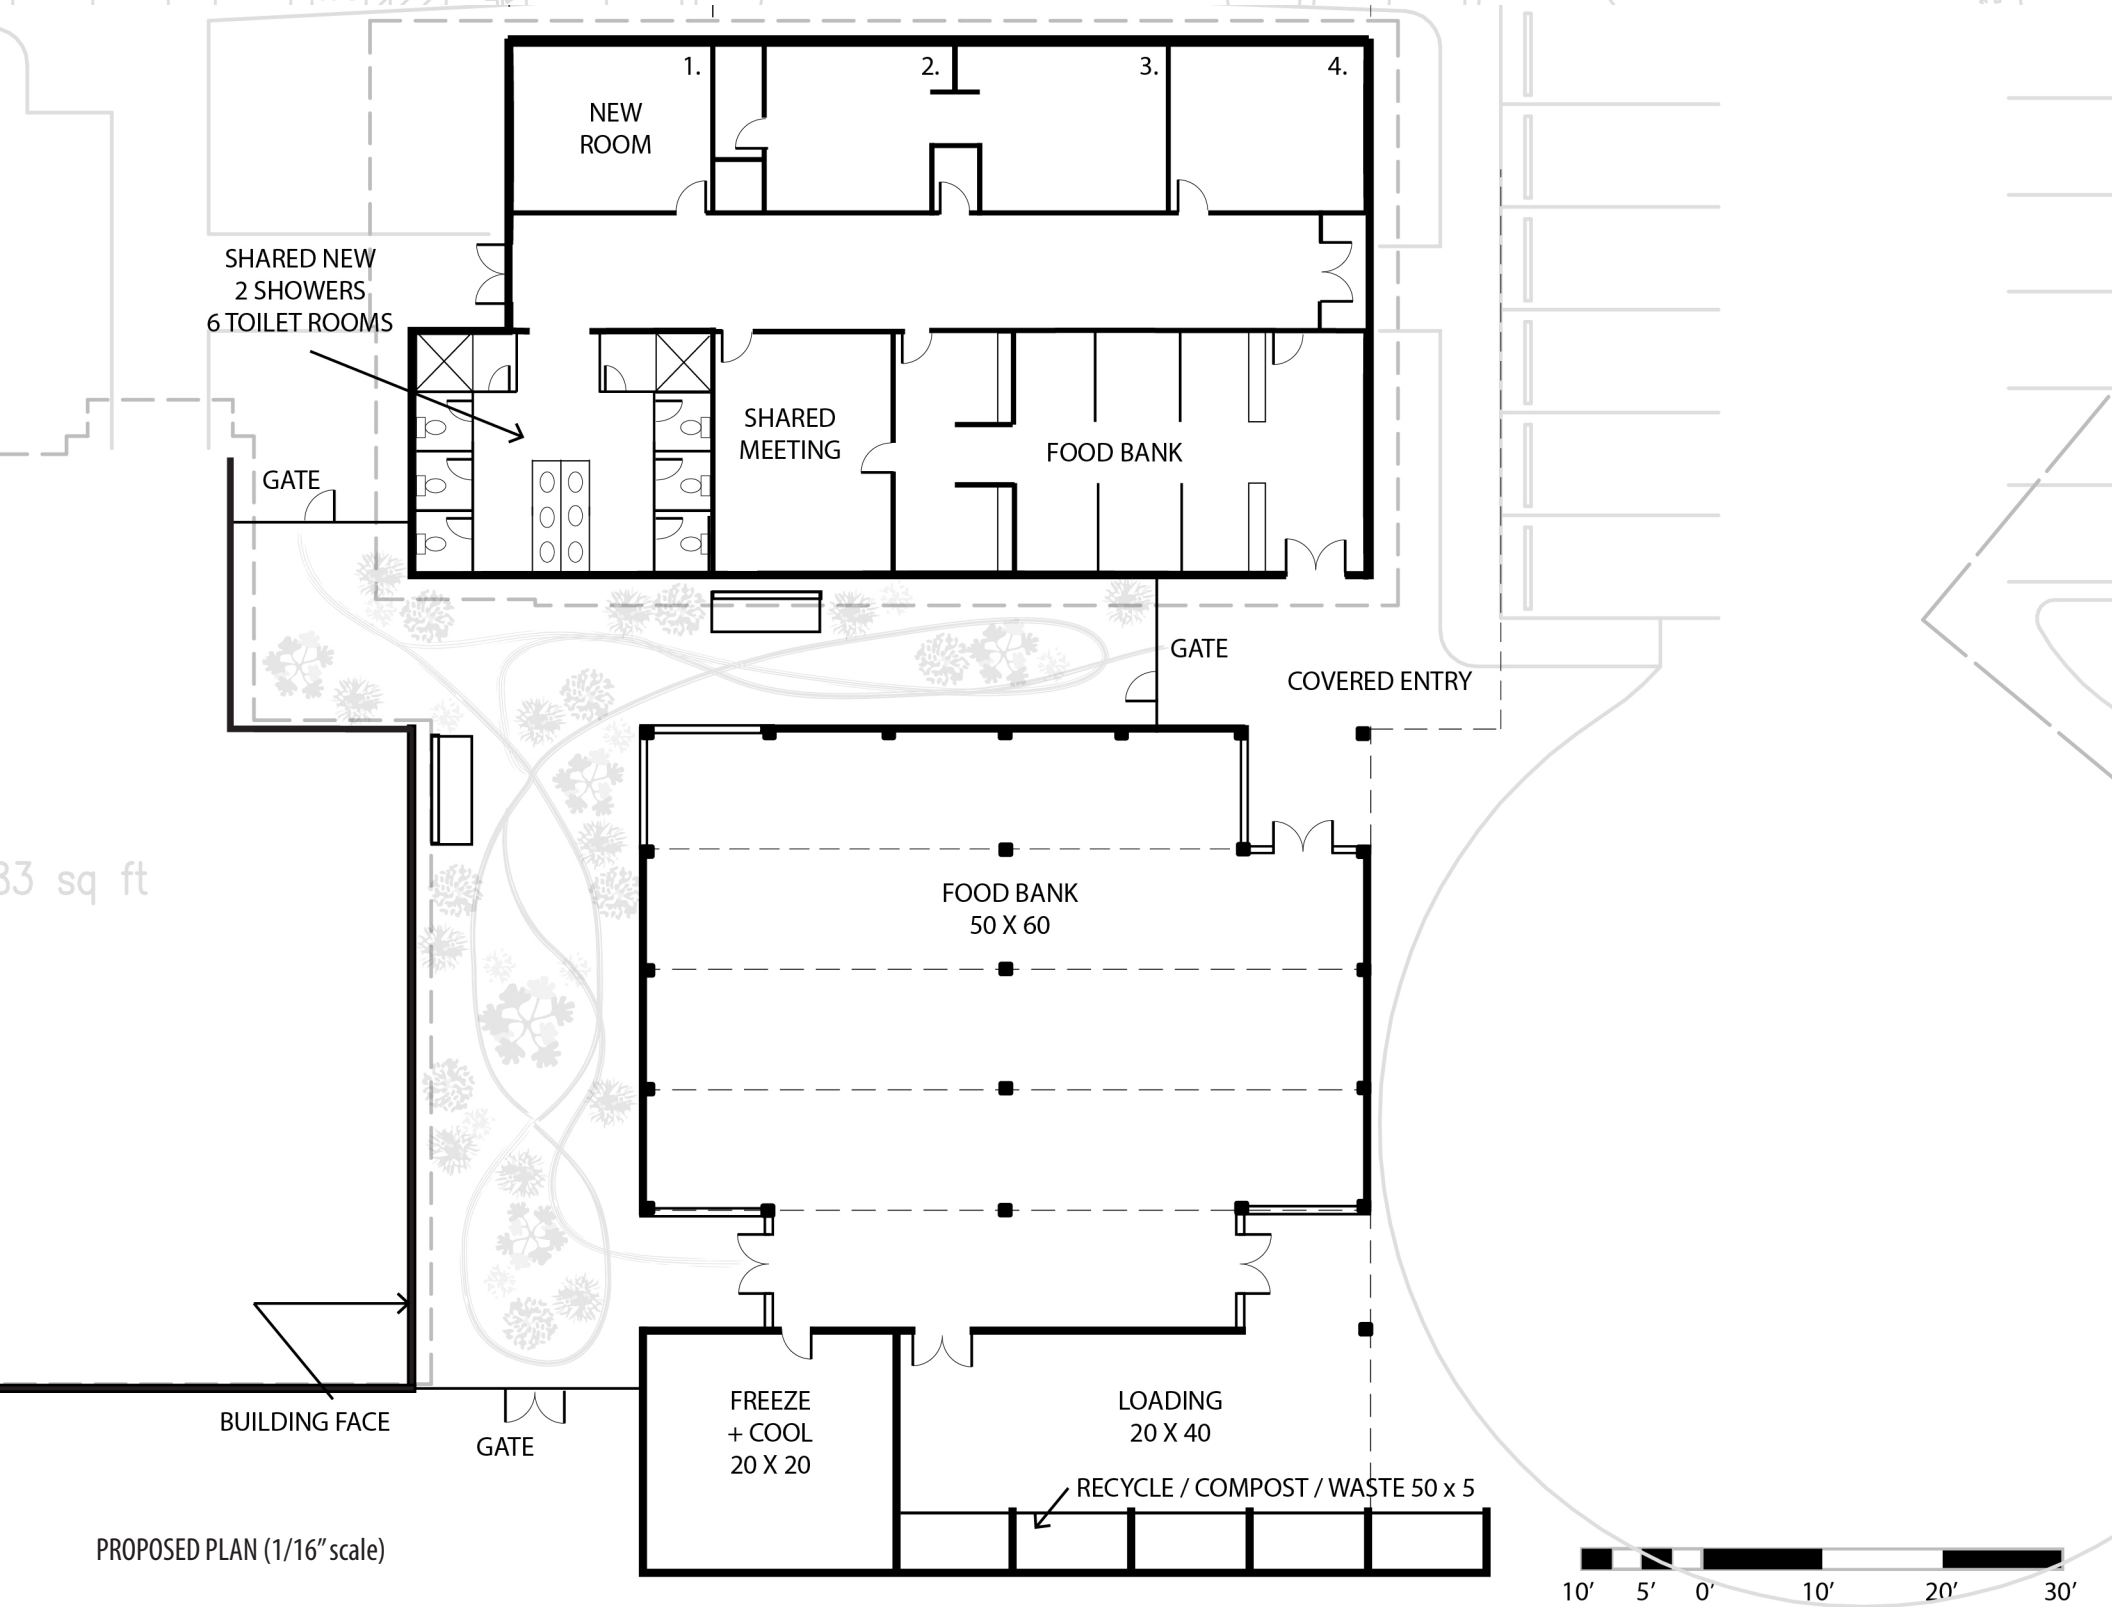 1.
2.
3.
4.
NEW
ROOM
SHARED NEW
2 SHOWERS
6 TOILET ROOMS
SHARED
MEETING
FOOD BANK
GATE
GATE
COVERED ENTRY
33 sq ft
FOOD BANK
50 X 60
BUILDING FACE
GATE
FREEZE
+ COOL
20 X 20
LOADING
20 X 40
RECYCLE / COMPOST / WASTE 50 x 5
PROPOSED PLAN (1/16” scale)
10’ 5’ 0’ 10’ 20’ 30’